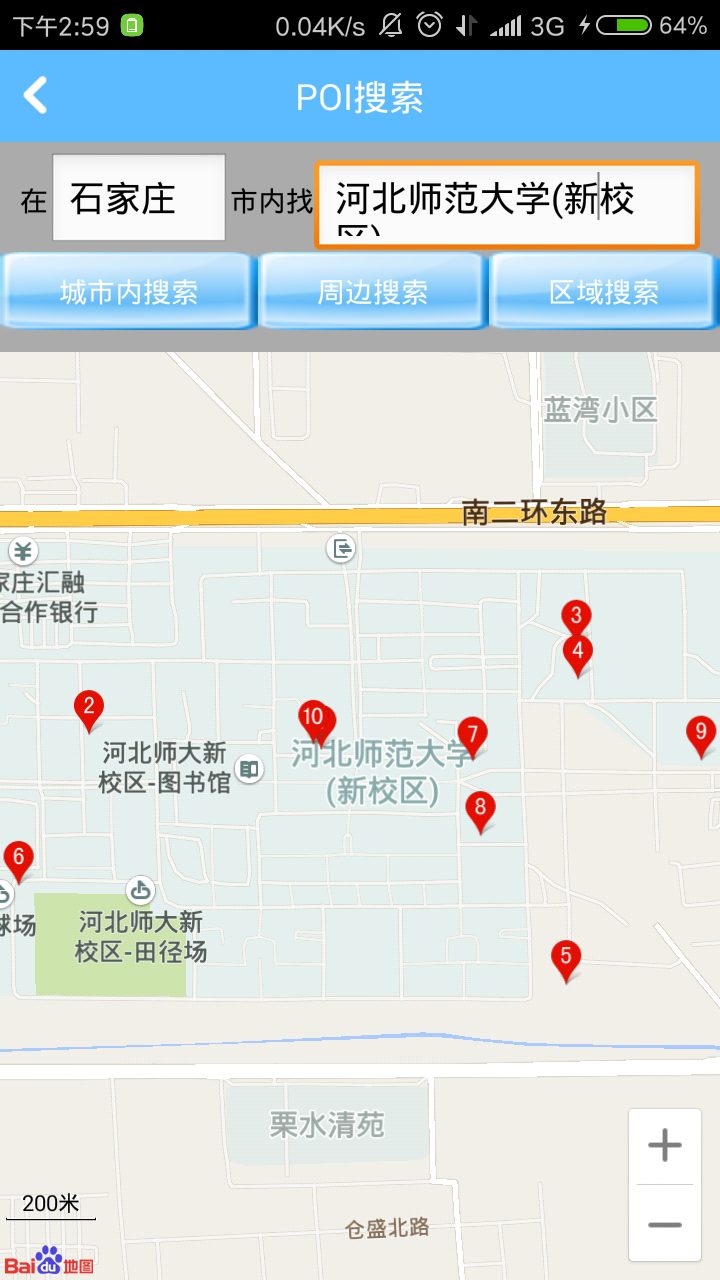 下午2:59
0.04K/s
3G
64%
POI搜索
在
石家庄
市内找
河北师范大学(新校
区)
城市内搜索
周边搜索
区域搜索
蓝湾小区
南二环东路
家庄汇融
合作银行
3
4
2
10
7
9
河北师大新
校区-图书馆
河北师范大学
(新校区)
8
6
球场
河北师大新
校区-田径场
5
栗水清苑
200米
仓盛北路
Bai du 地图